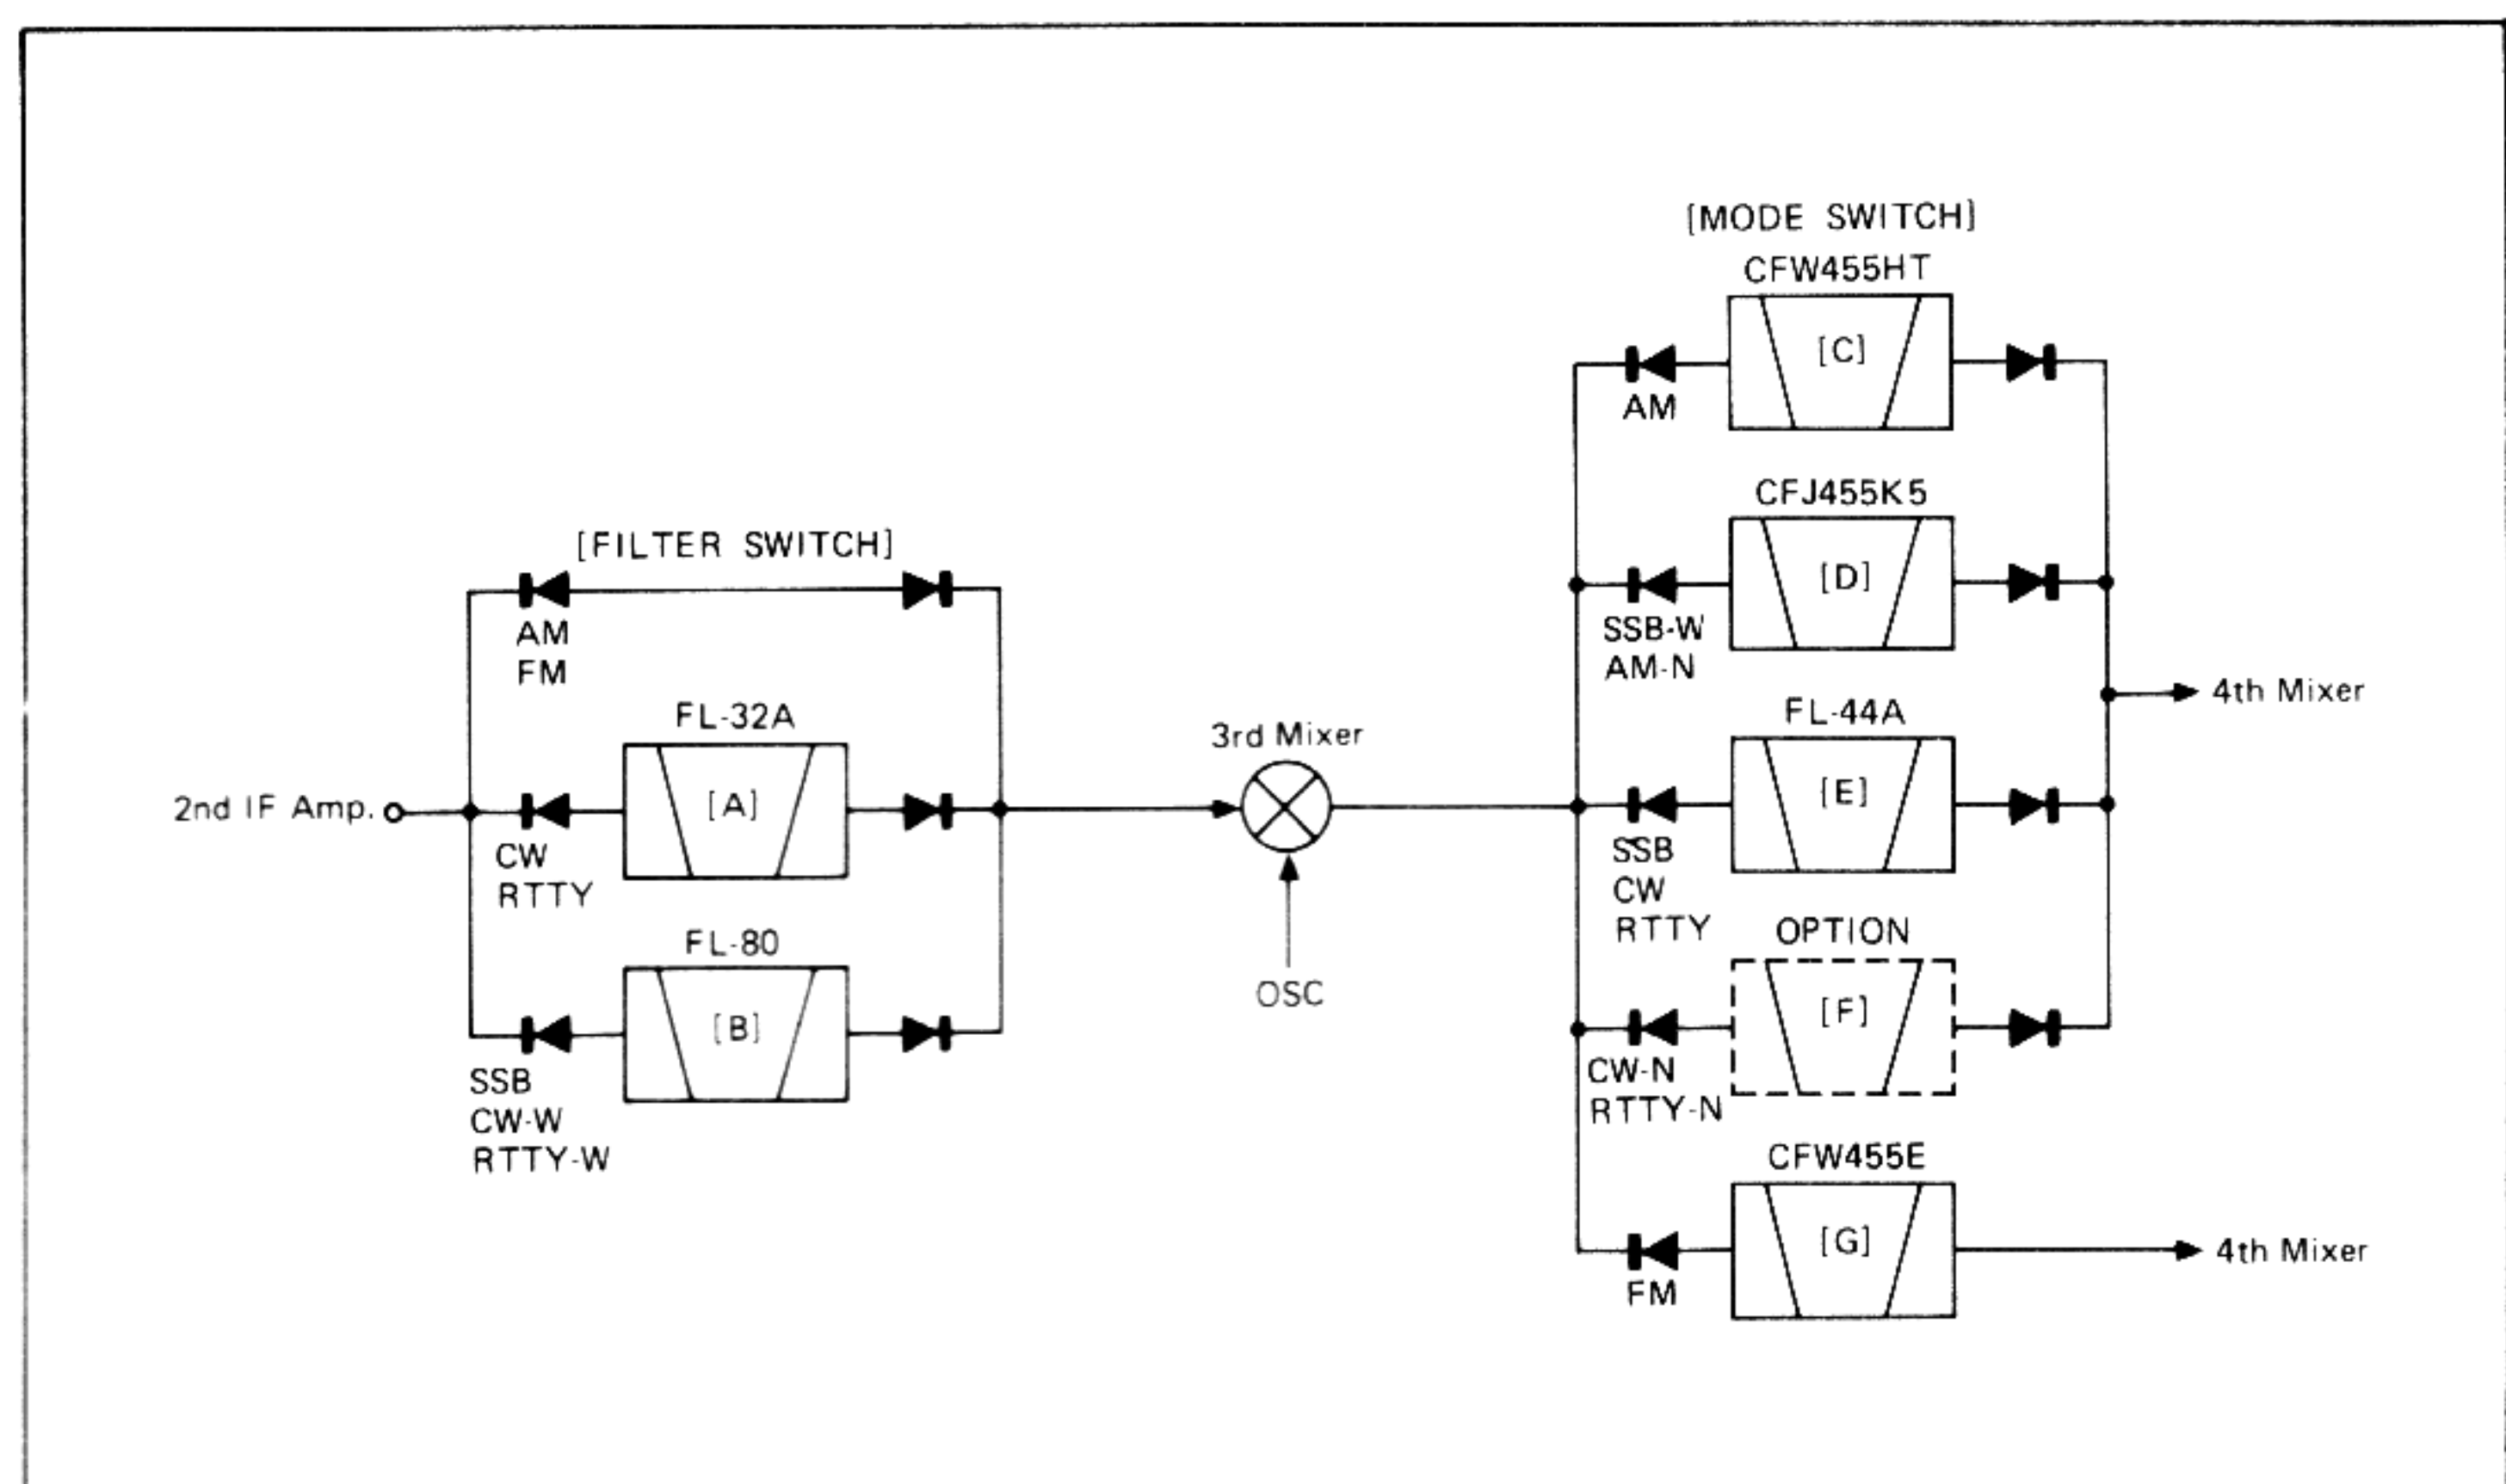 [FILTER SWITCH]
AM
FM
FL-32A
[A]
2nd IF Amp.
CW
RTTY
FL-80
[B]
SSB
CW-W
RTTY-W
3rd Mixer
OSC
[MODE SWITCH]
CFW455HT
[C]
AM
CFJ455K5
[D]
SSB-W
AM-N
4th Mixer
FL-44A
[E]
SSB
CW
RTTY
OPTION
[F]
CW-N
RTTY-N
CFW455E
[G]
4th Mixer
FM